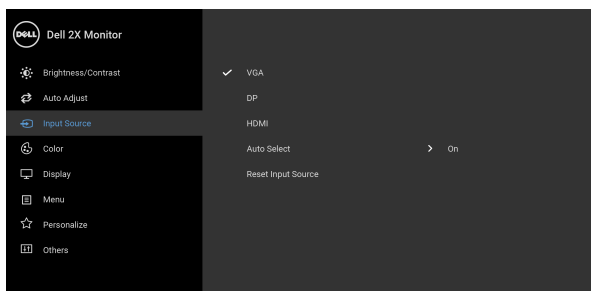 DELL Dell 2X Monitor
Brightness/Contrast
Auto Adjust
Input Source
Color
Display
Menu
Personalize
Others
VGA
DP
HDMI
Auto Select On
Reset Input Source